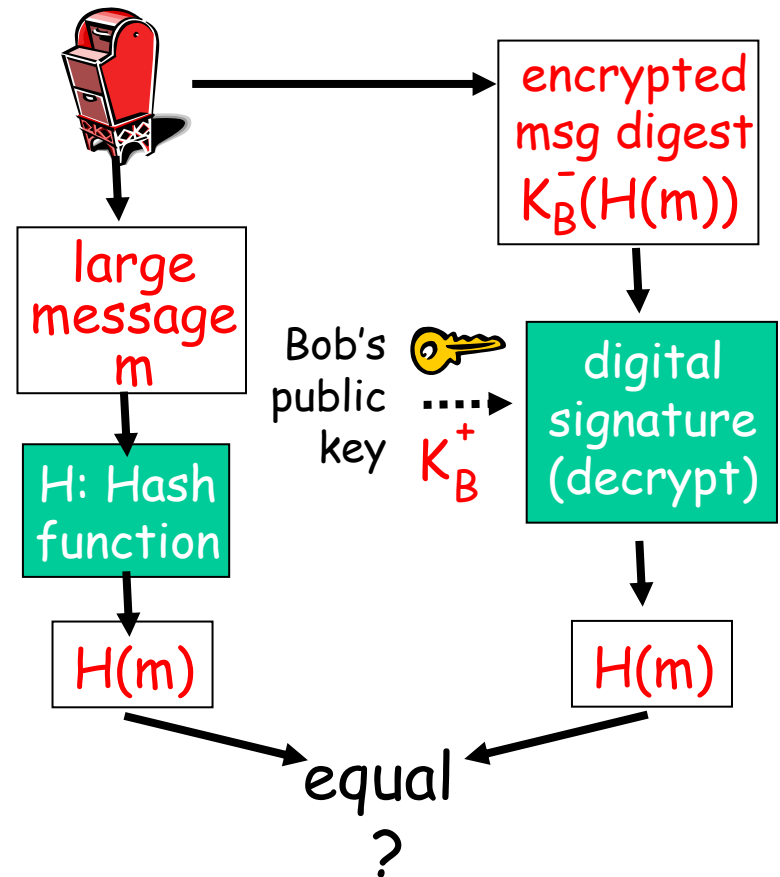 encrypted
msg digest
K_B^-(H(m))
large
message
m
Bob's
public
key
K_B^+
digital
signature
(decrypt)
H: Hash
function
H(m)
H(m)
equal
?